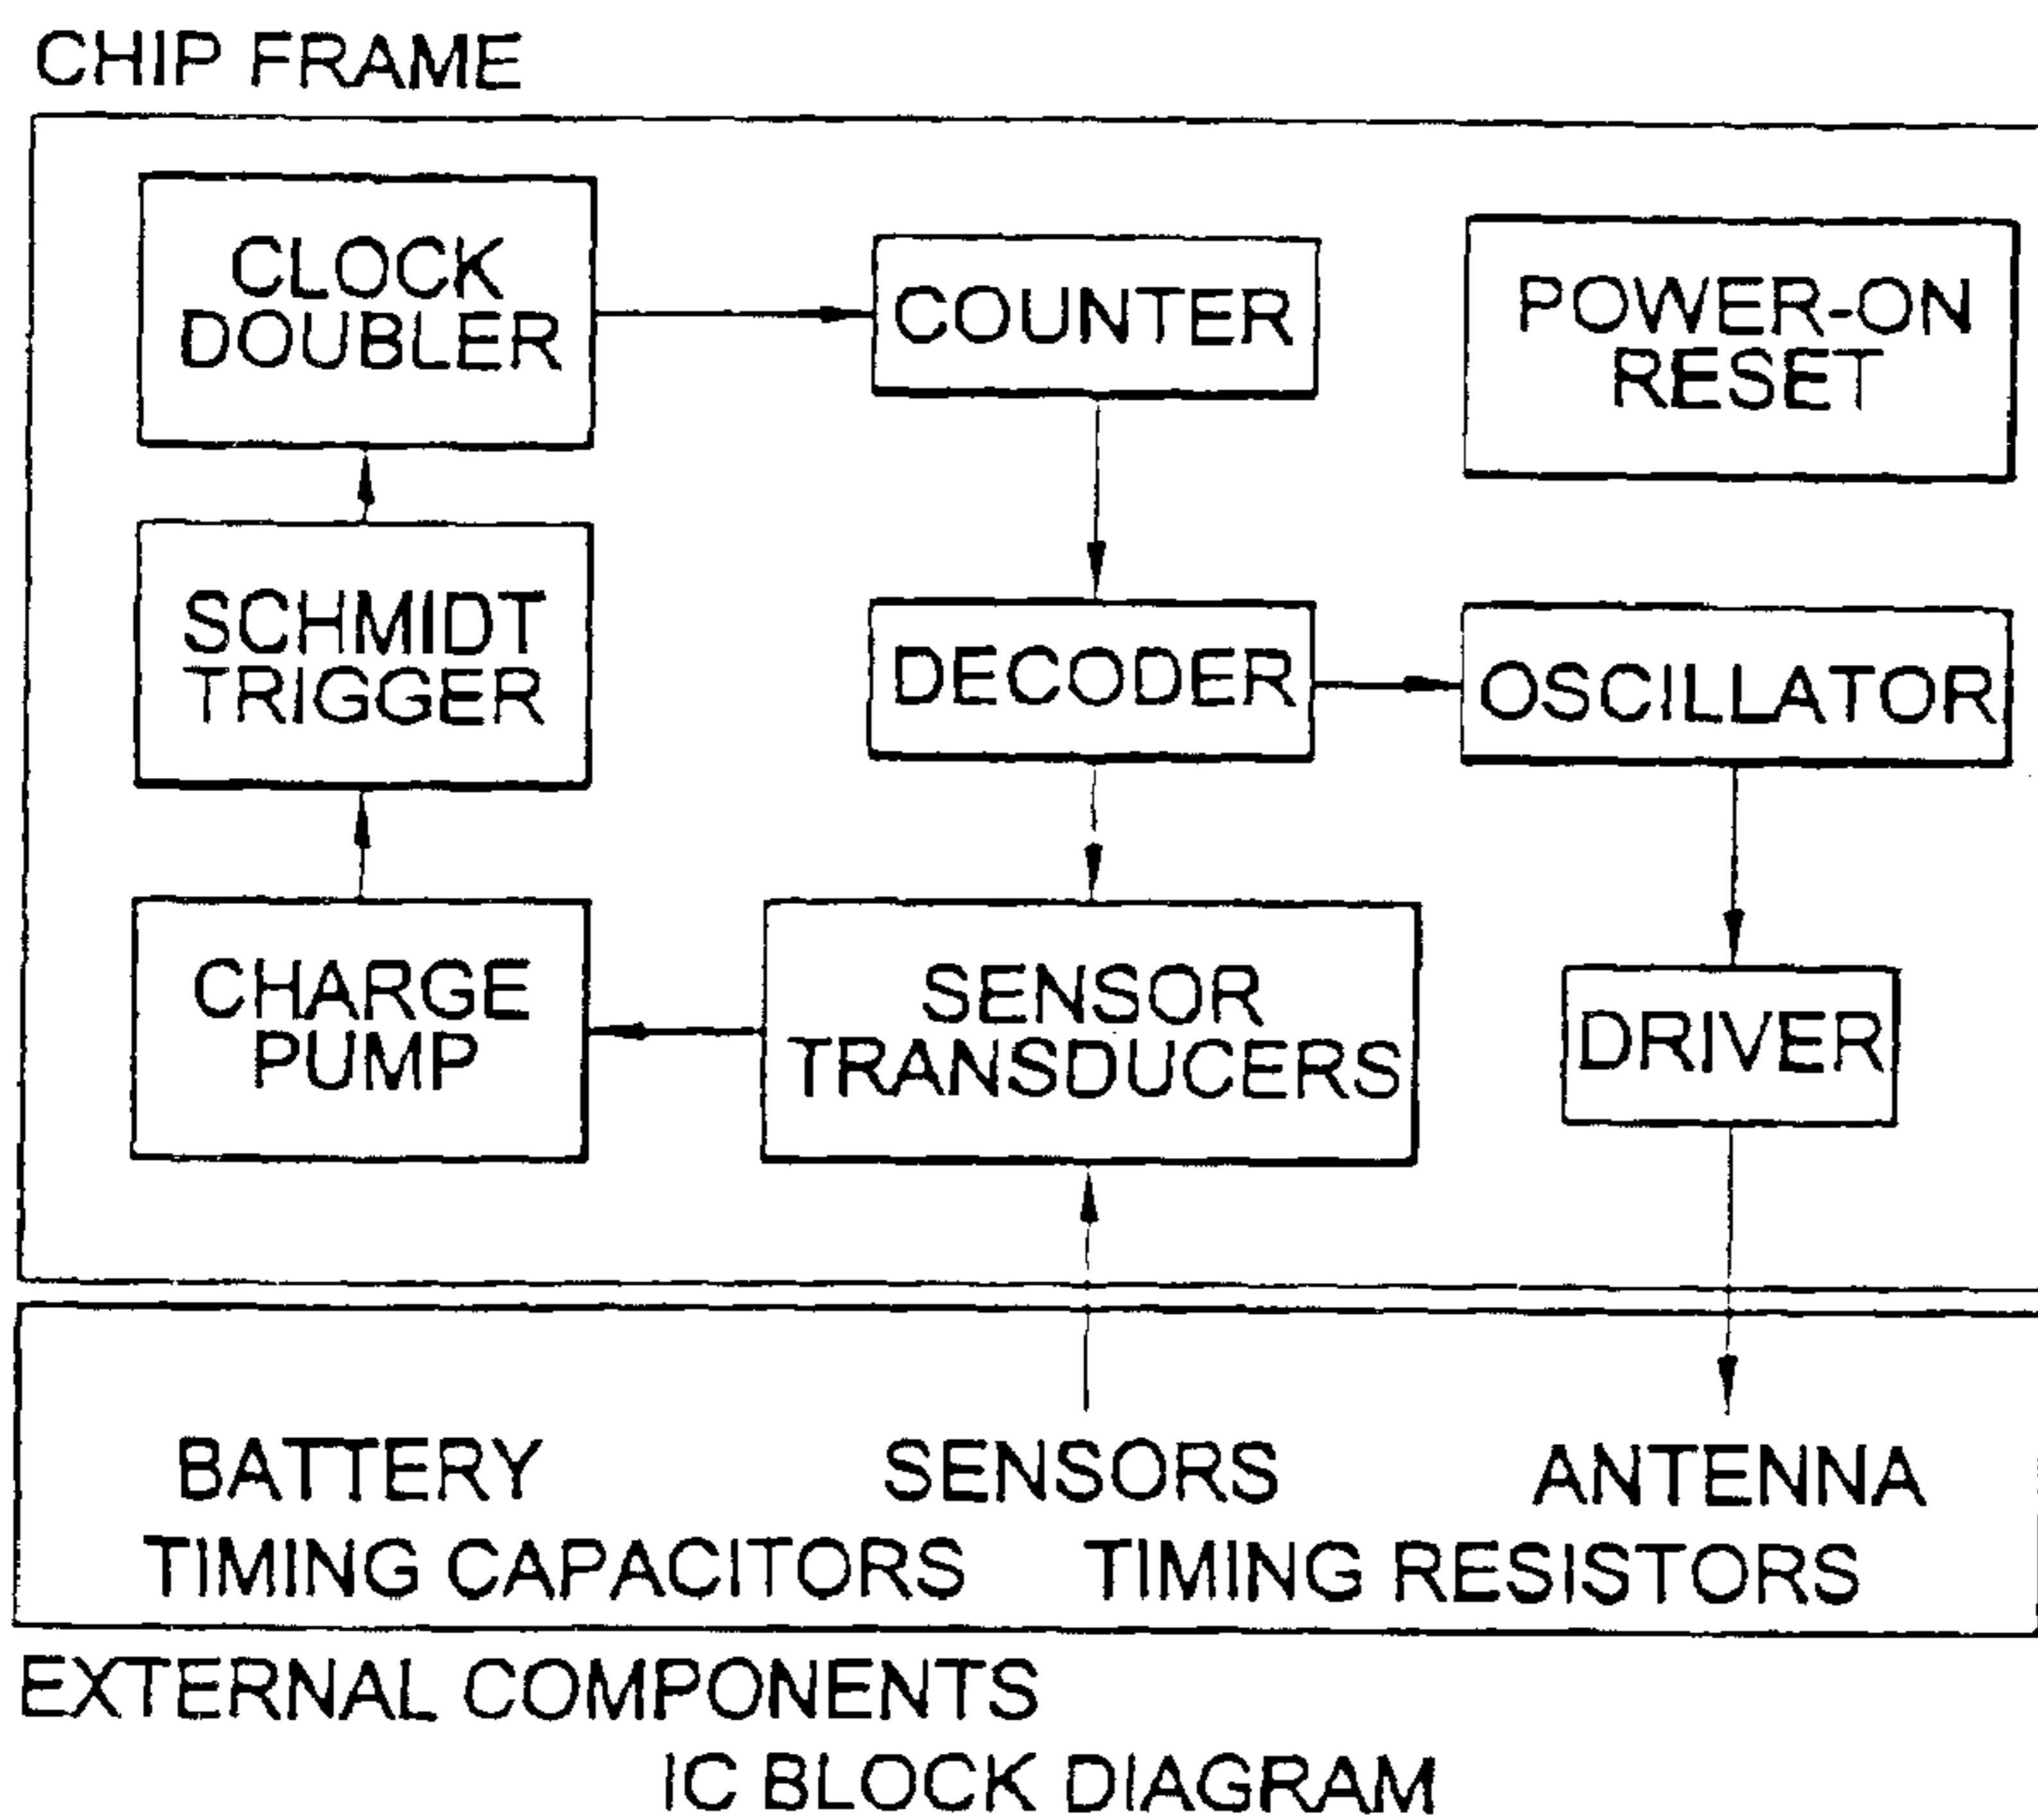 CHIP FRAME
CLOCK
DOUBLER
COUNTER
POWER-ON
RESET
SCHMIDT
TRIGGER
DECODER
OSCILLATOR
CHARGE
PUMP
SENSOR
TRANSDUCERS
DRIVER
BATTERY
SENSORS
ANTENNA
TIMING CAPACITORS
TIMING RESISTORS
EXTERNAL COMPONENTS
IC BLOCK DIAGRAM